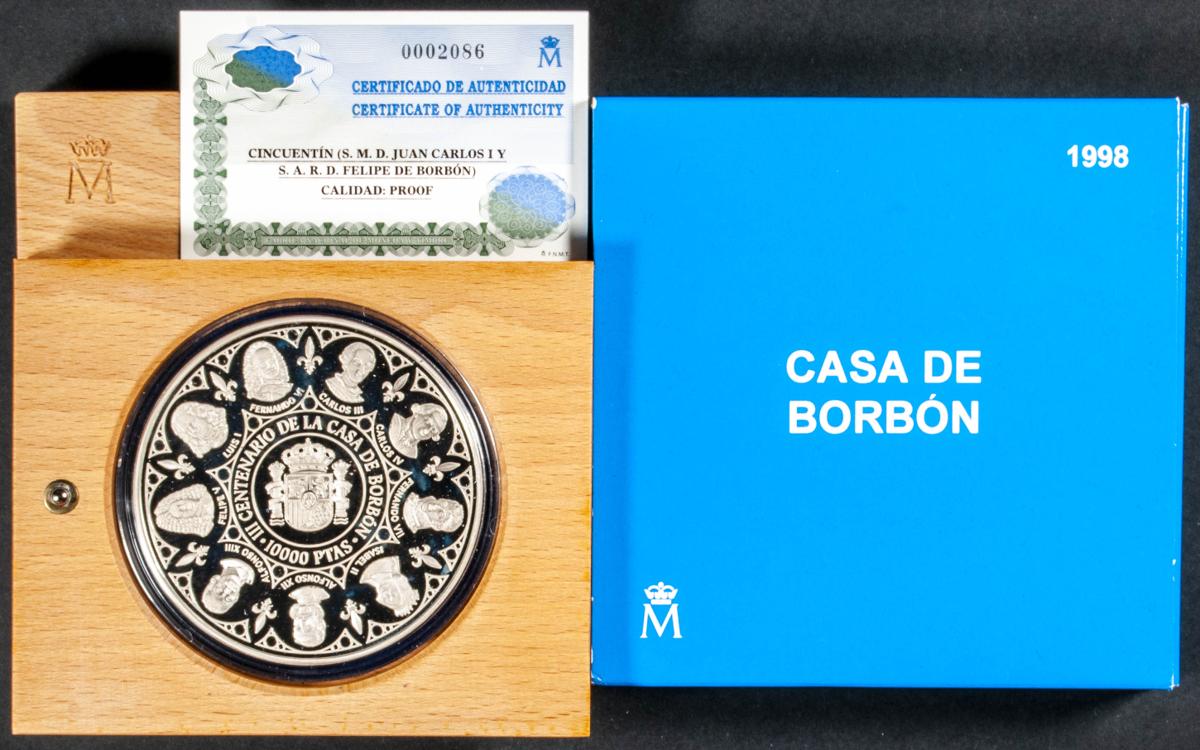 0002086
M
CERTIFICADO DE AUTENTICIDAD
CERTIFICATE OF AUTHENTICITY
CINCUENTÍN (S. M. D. JUAN CARLOS I Y
S. A. R. D. FELIPE DE BORBÓN)
CALIDAD: PROOF
F.N.M.T.
M
FERNANDO VI
CARLOS III
CARLOS IV
FERNANDO VII
ISABEL II
ALFONSO XII
ALFONSO XIII
FELIPE V
LUIS I
III CENTENARIO DE LA CASA DE BORBÓN
• 10000 PTAS •
1998
CASA DE
BORBÓN
M